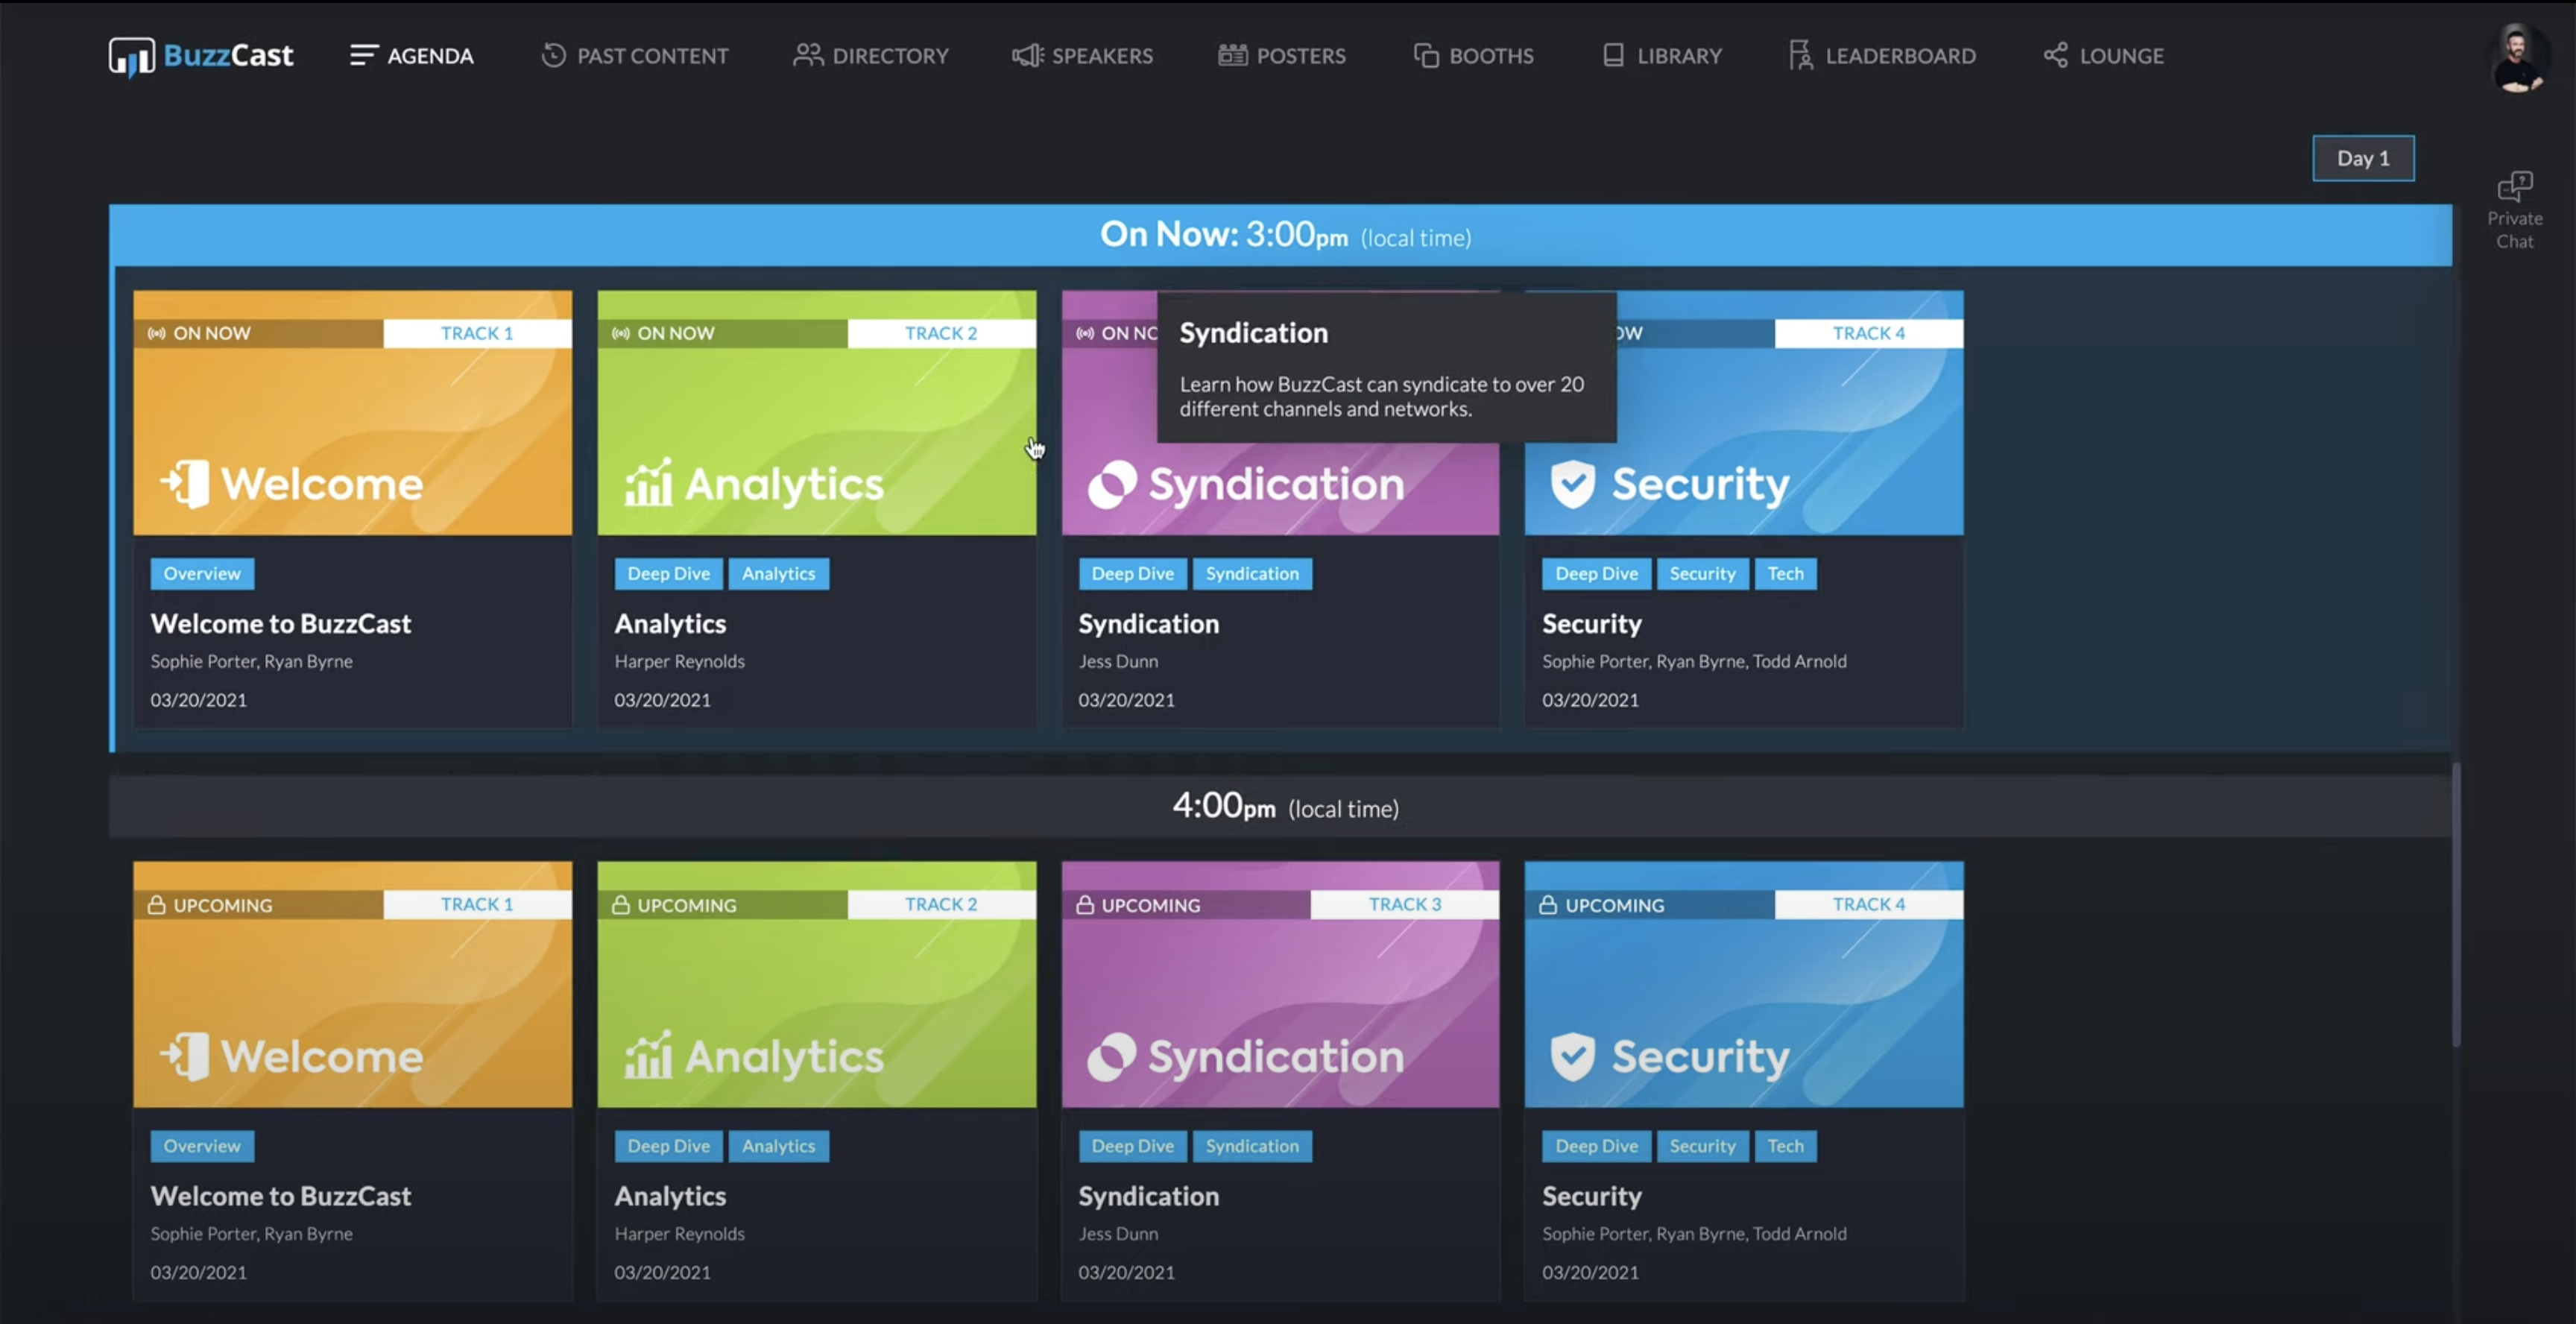 BuzzCast AGENDA PAST CONTENT DIRECTORY SPEAKERS POSTERS BOOTHS LIBRARY LEADERBOARD LOUNGE
Day 1
Private
Chat
On Now: 3:00pm (local time)
ON NOW TRACK 1
Welcome
Overview
Welcome to BuzzCast
Sophie Porter, Ryan Byrne
03/20/2021
ON NOW TRACK 2
Analytics
Deep Dive Analytics
Analytics
Harper Reynolds
03/20/2021
ON NO
Syndication
Learn how BuzzCast can syndicate to over 20
different channels and networks.
Syndication
Deep Dive Syndication
Syndication
Jess Dunn
03/20/2021
OW TRACK 4
Security
Deep Dive Security Tech
Security
Sophie Porter, Ryan Byrne, Todd Arnold
03/20/2021
4:00pm (local time)
UPCOMING TRACK 1
Welcome
Overview
Welcome to BuzzCast
Sophie Porter, Ryan Byrne
03/20/2021
UPCOMING TRACK 2
Analytics
Deep Dive Analytics
Analytics
Harper Reynolds
03/20/2021
UPCOMING TRACK 3
Syndication
Deep Dive Syndication
Syndication
Jess Dunn
03/20/2021
UPCOMING TRACK 4
Security
Deep Dive Security Tech
Security
Sophie Porter, Ryan Byrne, Todd Arnold
03/20/2021